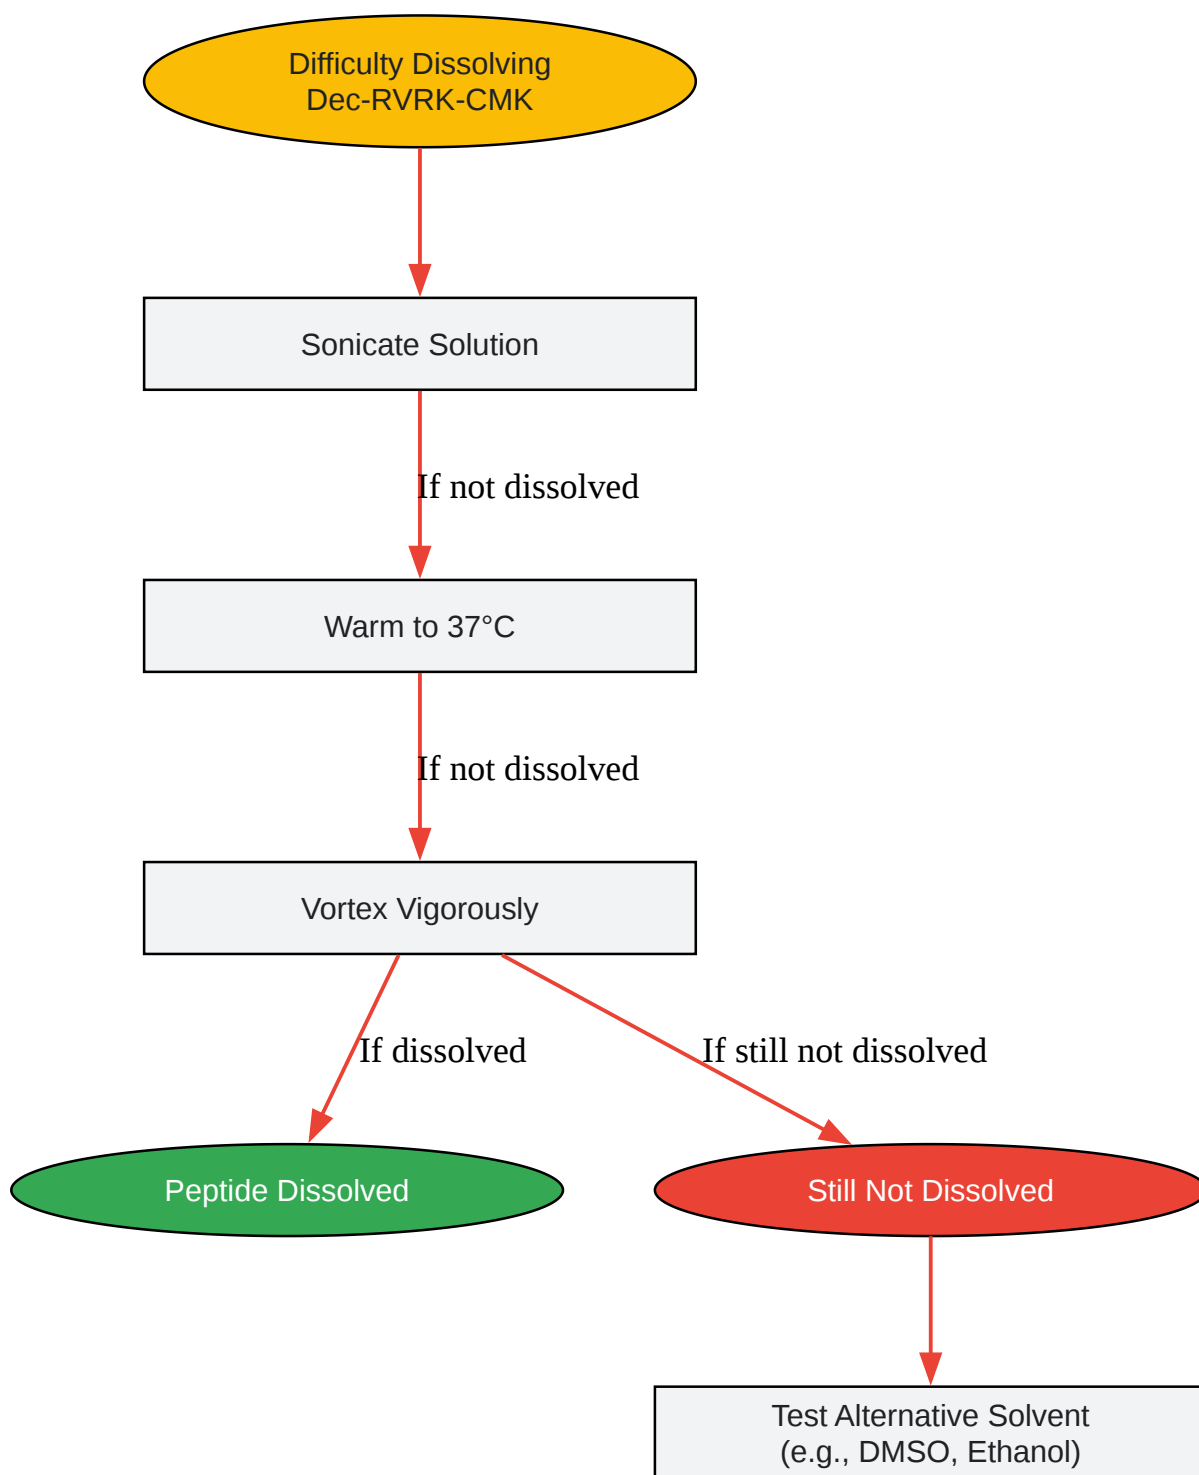 Difficulty Dissolving
Dec-RVRK-CMK
Sonicate Solution
If not dissolved
Warm to 37°C
If not dissolved
Vortex Vigorously
If dissolved
If still not dissolved
Peptide Dissolved
Still Not Dissolved
Test Alternative Solvent
(e.g., DMSO, Ethanol)